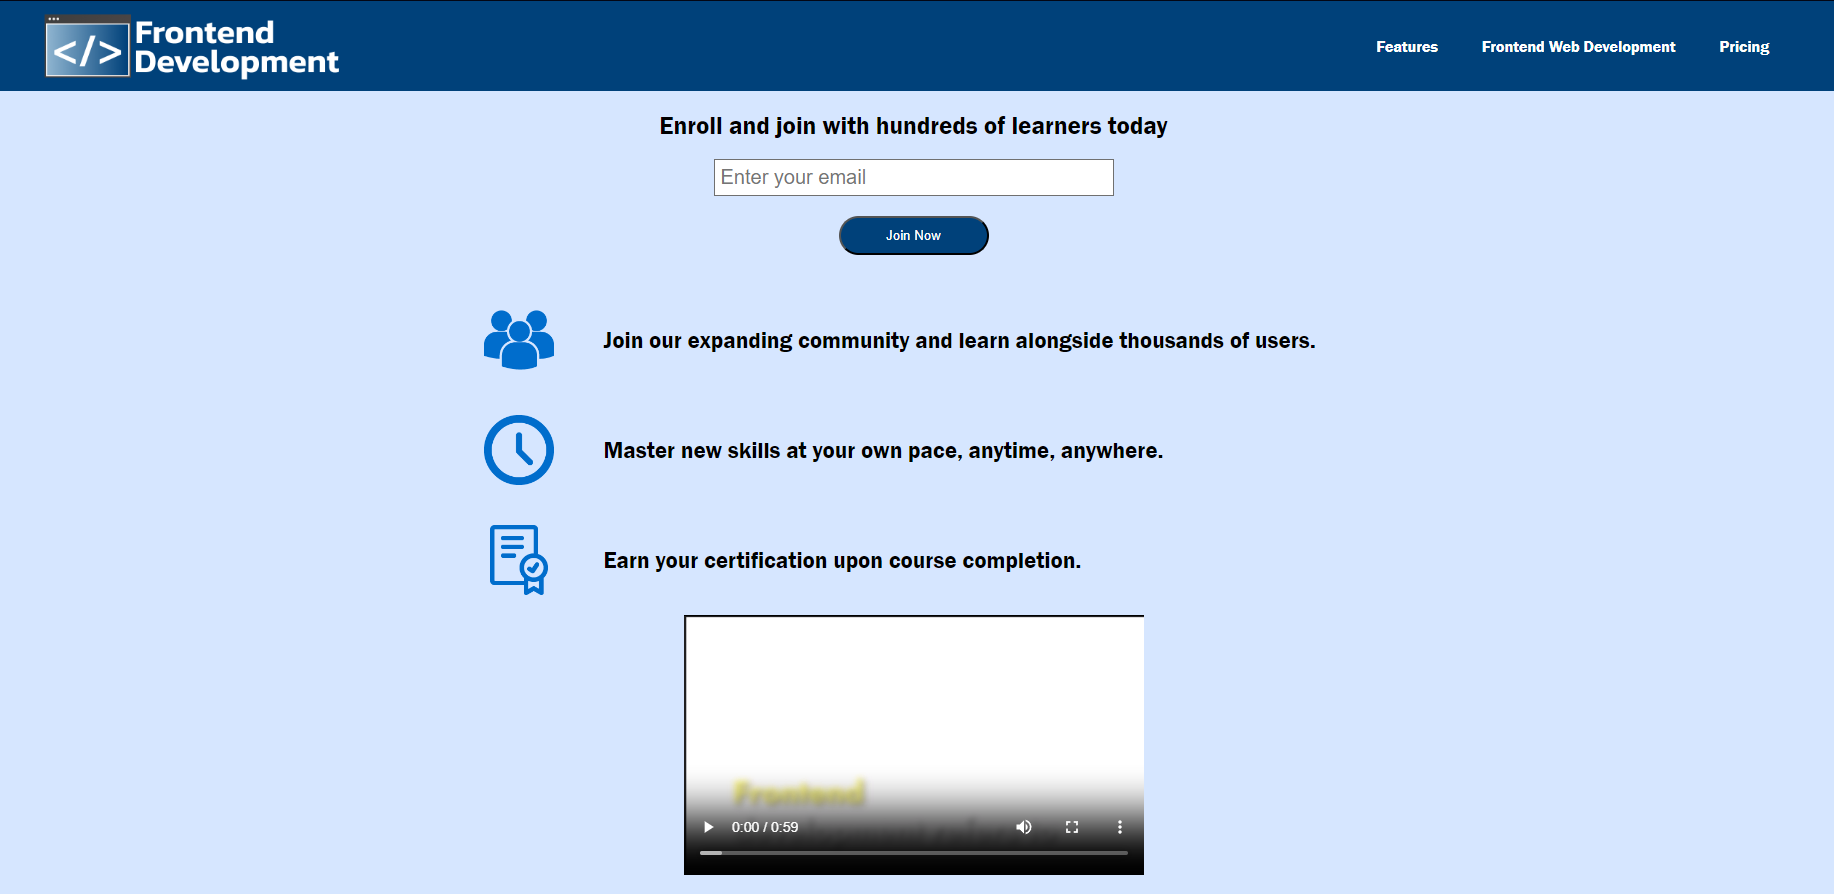 </>
Frontend
Development
Features
Frontend Web Development
Pricing
Enroll and join with hundreds of learners today
Enter your email
Join Now
Join our expanding community and learn alongside thousands of users.
Master new skills at your own pace, anytime, anywhere.
Earn your certification upon course completion.
Frontend
0:00 / 0:59